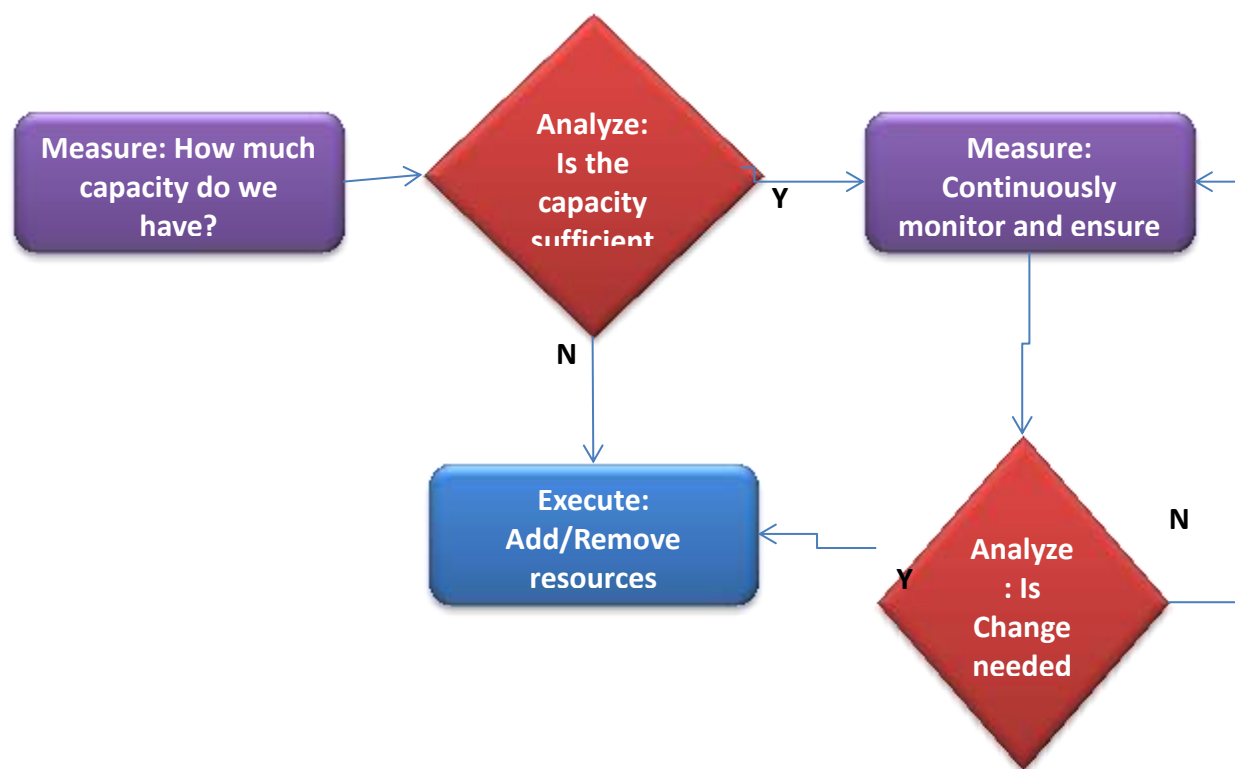 Measure: How much
capacity do we
have?
Analyze:
Is the
capacity
sufficient
Y
Measure:
Continuously
monitor and ensure
N
Execute:
Add/Remove
resources
Y
Analyze
: Is
Change
needed
N